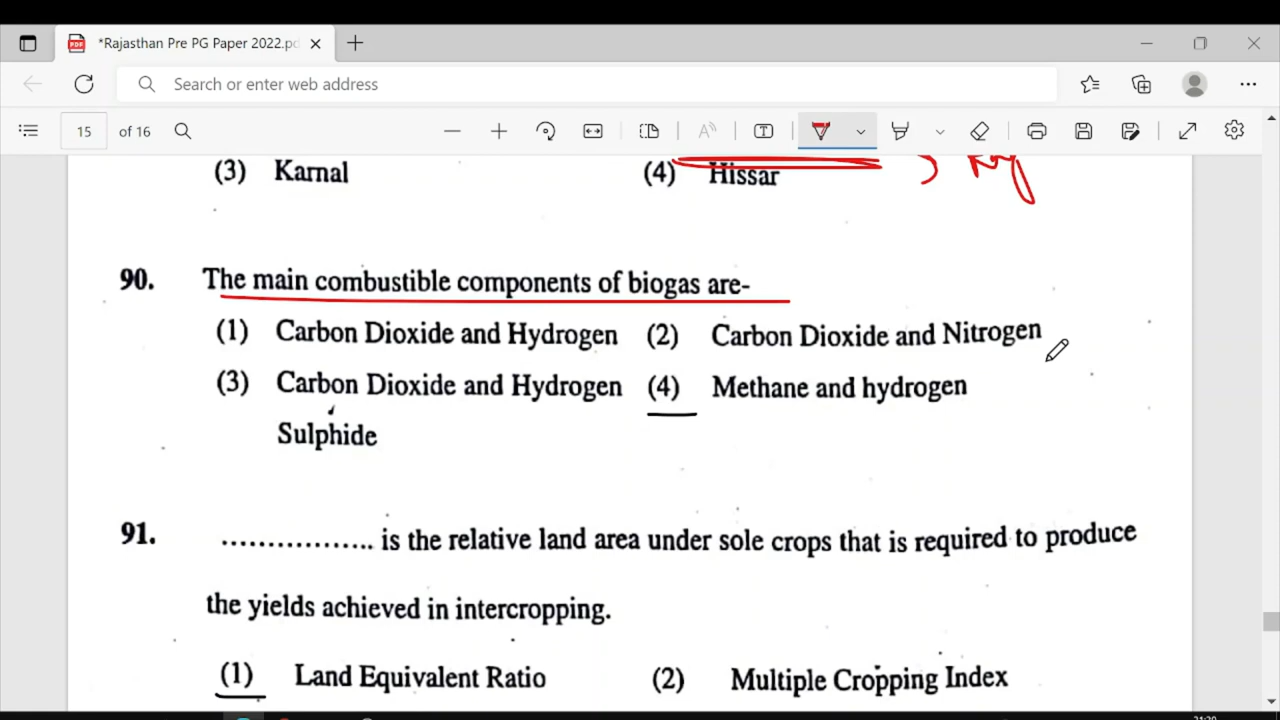 *Rajasthan Pre PG Paper 2022.pdf
Search or enter web address
15 of 16
(3) Karnal (4) Hissar
90. The main combustible components of biogas are-
(1) Carbon Dioxide and Hydrogen (2) Carbon Dioxide and Nitrogen
(3) Carbon Dioxide and Hydrogen (4) Methane and hydrogen
Sulphide
91. ................. is the relative land area under sole crops that is required to produce
the yields achieved in intercropping.
(1) Land Equivalent Ratio (2) Multiple Cropping Index